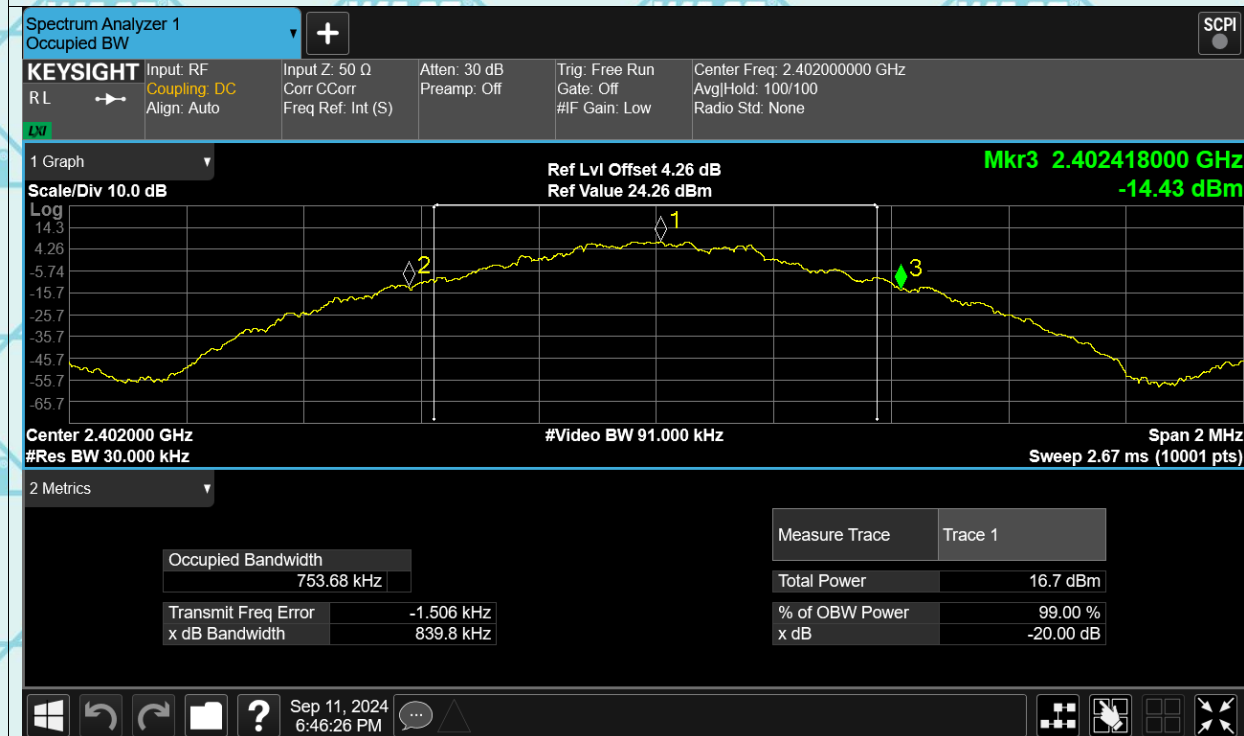 Spectrum Analyzer 1
Occupied BW
+
SCPI
KEYSIGHT
RL
LXI
Input: RF
Coupling: DC
Align: Auto
Input Z: 50 Ω
Corr CCorr
Freq Ref: Int (S)
Atten: 30 dB
Preamp: Off
Trig: Free Run
Gate: Off
#IF Gain: Low
Center Freq: 2.402000000 GHz
Avg|Hold: 100/100
Radio Std: None
1 Graph
Scale/Div 10.0 dB
Ref Lvl Offset 4.26 dB
Ref Value 24.26 dBm
Mkr3 2.402418000 GHz
-14.43 dBm
Log
14.3
4.26
-5.74
-15.7
-25.7
-35.7
-45.7
-55.7
-65.7
1
2
3
Center 2.402000 GHz
#Res BW 30.000 kHz
#Video BW 91.000 kHz
Span 2 MHz
Sweep 2.67 ms (10001 pts)
2 Metrics
Occupied Bandwidth
753.68 kHz
Transmit Freq Error -1.506 kHz
x dB Bandwidth 839.8 kHz
Measure Trace Trace 1
Total Power 16.7 dBm
% of OBW Power 99.00 %
x dB -20.00 dB
?
Sep 11, 2024
6:46:26 PM